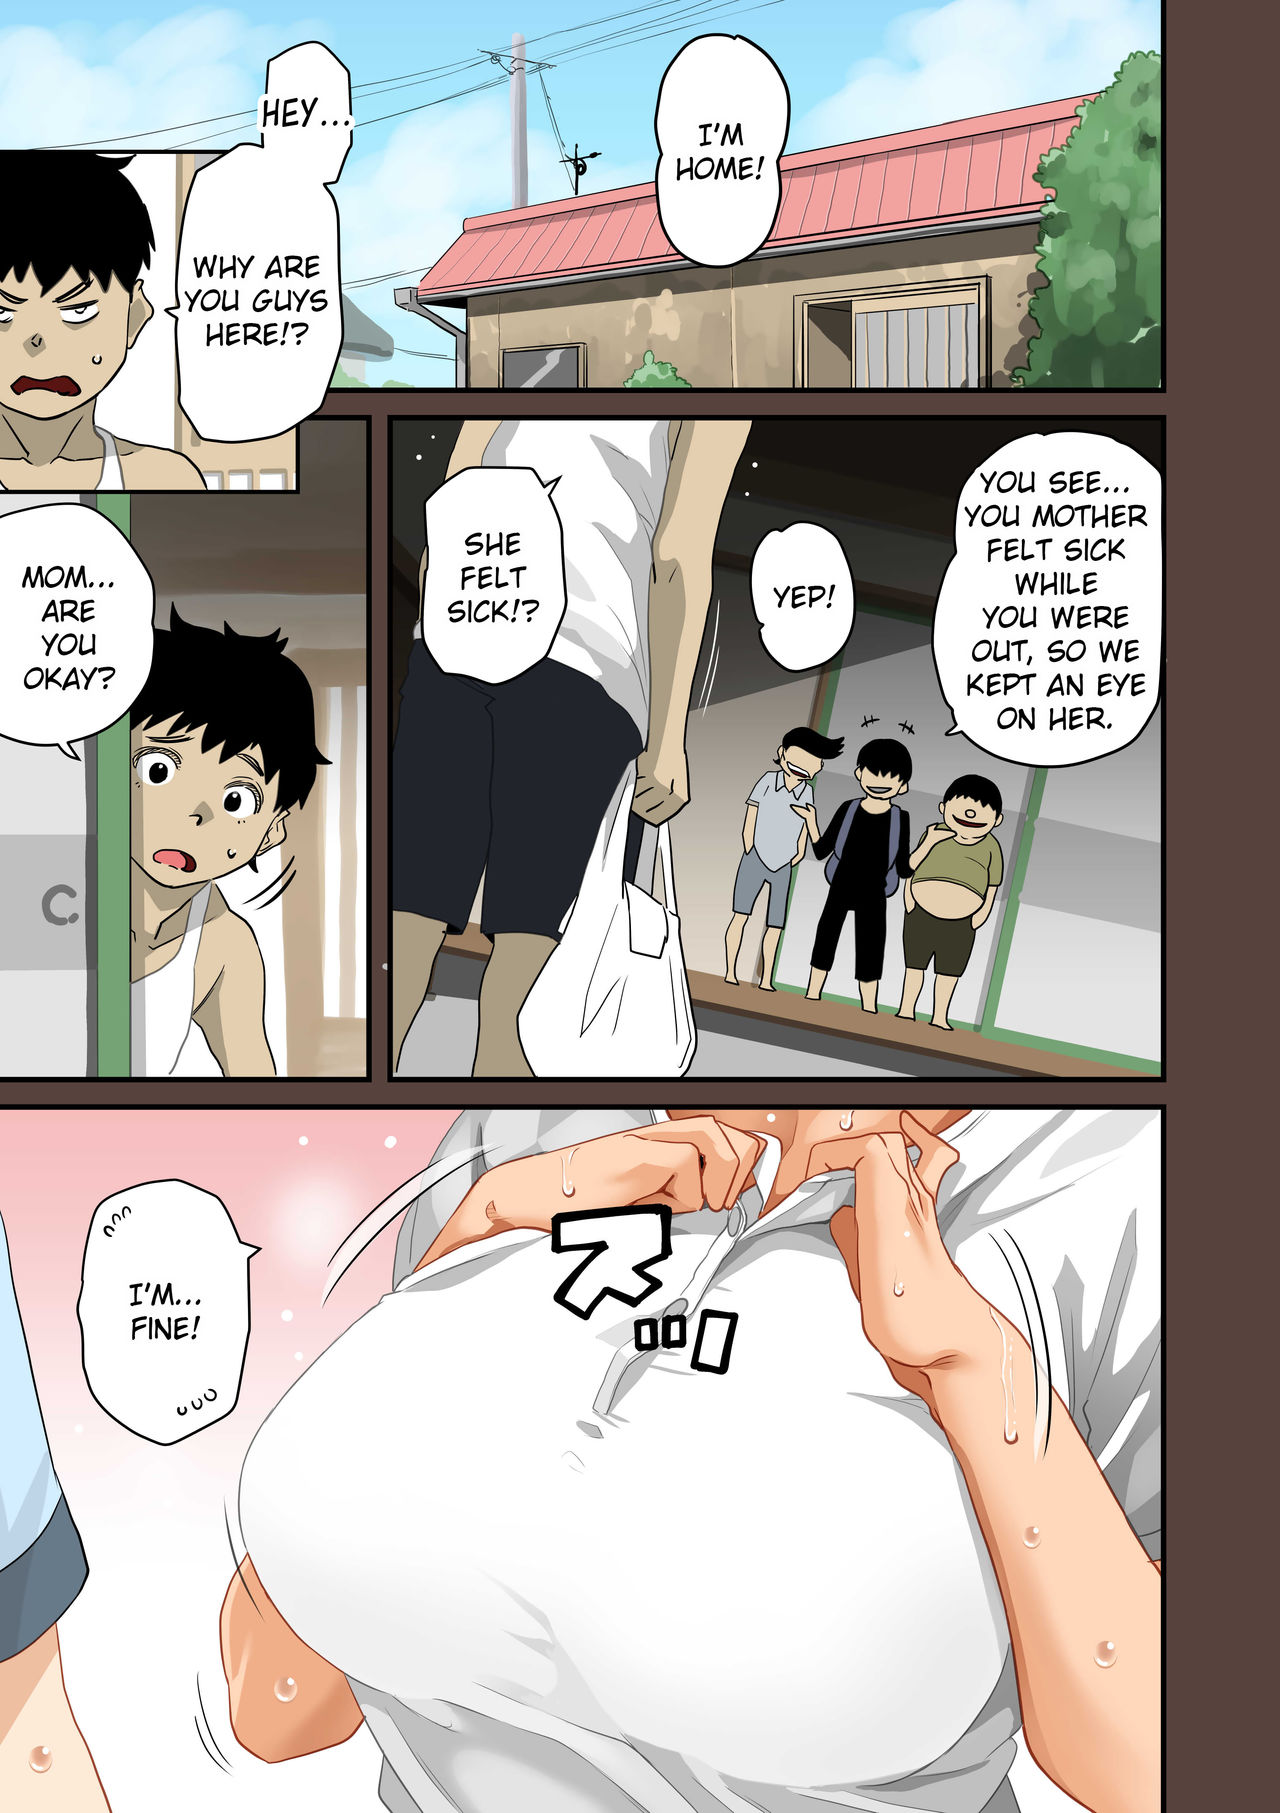 I'M
HOME!
HEY...
WHY ARE
YOU GUYS
HERE!?
YOU SEE...
YOU MOTHER
FELT SICK
WHILE
YOU WERE
OUT, SO WE
KEPT AN EYE
ON HER.
YEP!
SHE
FELT
SICK!?
MOM...
ARE
YOU
OKAY?
I'M...
FINE!